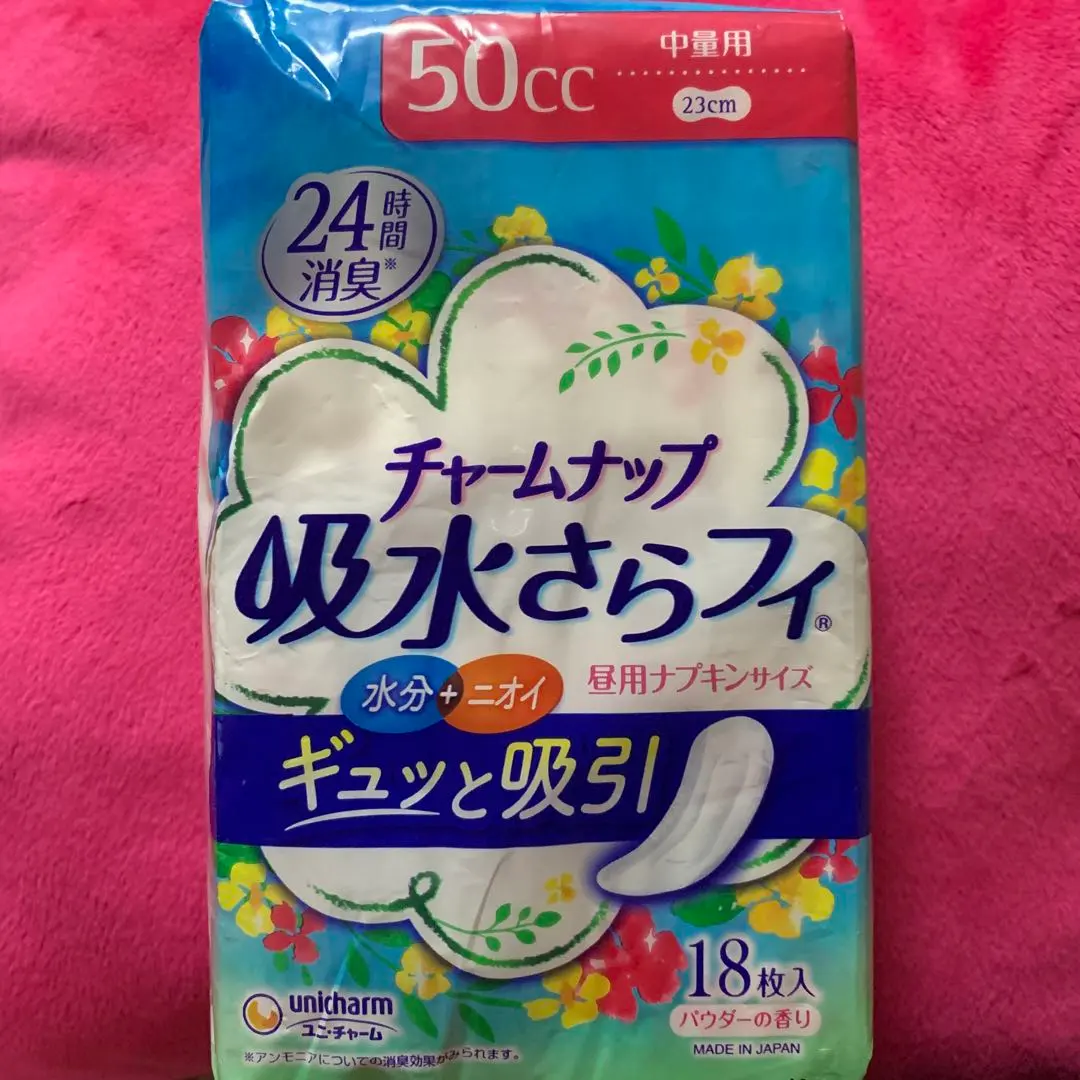 50cc
中量用
23cm
24時間
消臭※
チャームナップ
吸水さらフィ®
水分+ニオイ
昼用ナプキンサイズ
ギュッと吸引
18枚入
パウダーの香り
MADE IN JAPAN
unicharm
ユニ・チャーム
※アンモニアについての消臭効果がみられます。